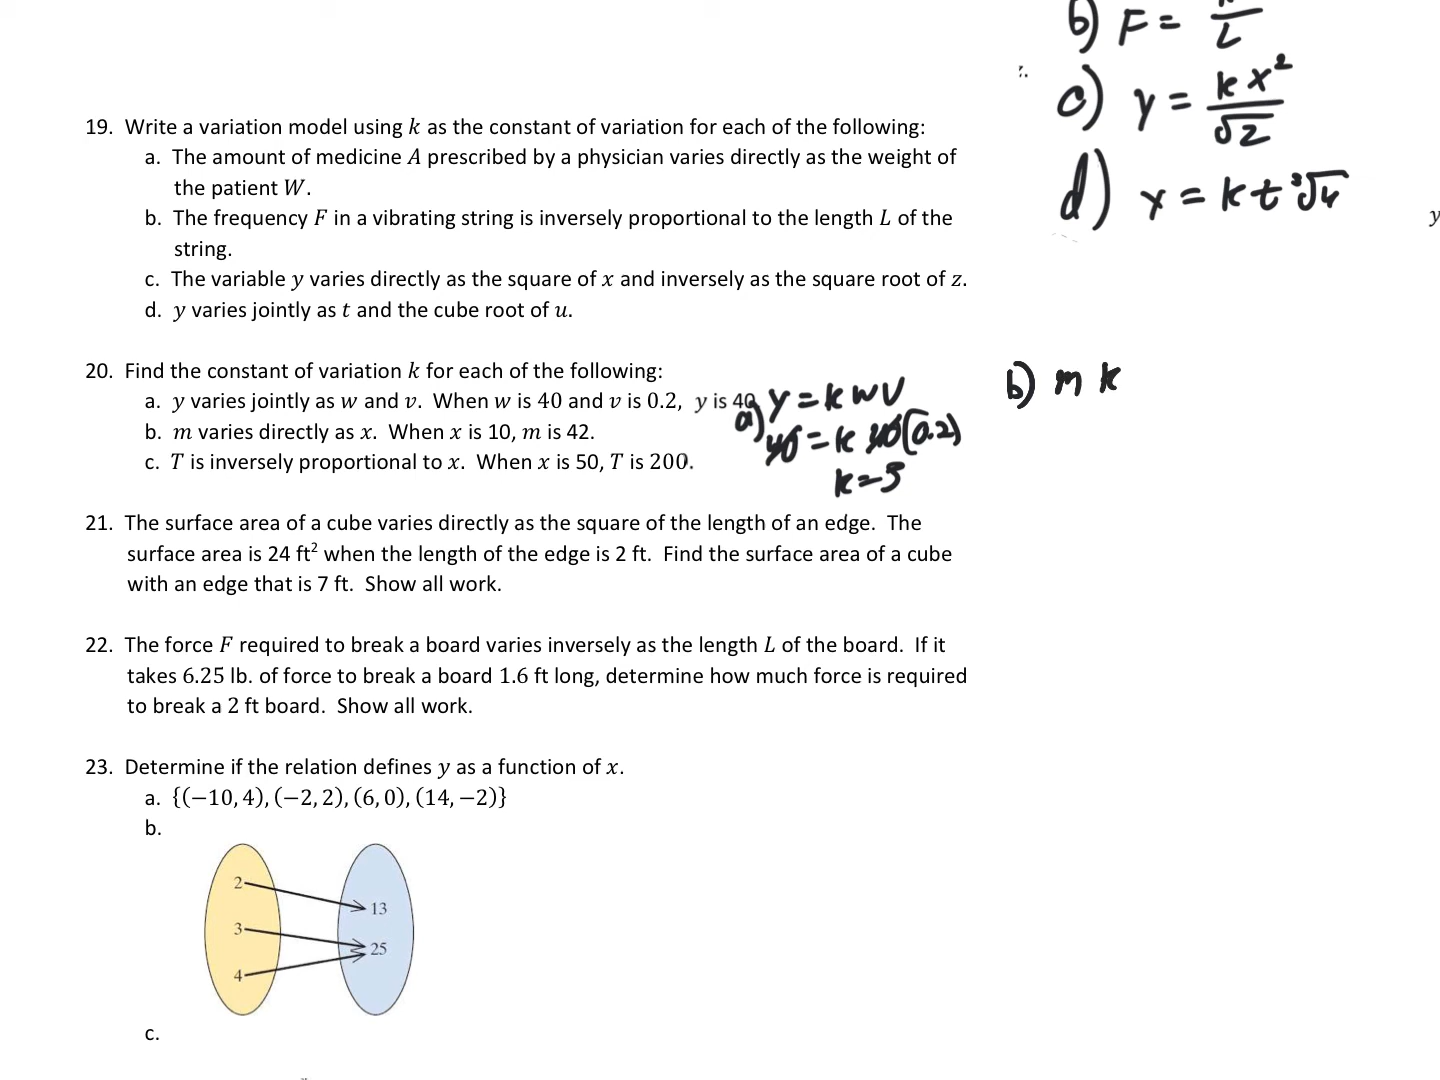 b) F = k/L
c) y = kx²/√z
d) y = kt ³√u
y
19. Write a variation model using k as the constant of variation for each of the following:
a. The amount of medicine A prescribed by a physician varies directly as the weight of
the patient W.
b. The frequency F in a vibrating string is inversely proportional to the length L of the
string.
c. The variable y varies directly as the square of x and inversely as the square root of z.
d. y varies jointly as t and the cube root of u.
20. Find the constant of variation k for each of the following:
a. y varies jointly as w and v. When w is 40 and v is 0.2, y is 40
b. m varies directly as x. When x is 10, m is 42.
c. T is inversely proportional to x. When x is 50, T is 200.
a) y = k w v
40 = k 40(0.2)
k = 5
b) m k
21. The surface area of a cube varies directly as the square of the length of an edge. The
surface area is 24 ft² when the length of the edge is 2 ft. Find the surface area of a cube
with an edge that is 7 ft. Show all work.
22. The force F required to break a board varies inversely as the length L of the board. If it
takes 6.25 lb. of force to break a board 1.6 ft long, determine how much force is required
to break a 2 ft board. Show all work.
23. Determine if the relation defines y as a function of x.
a. {(−10, 4), (−2, 2), (6, 0), (14, −2)}
b.
2
13
3
25
4
c.